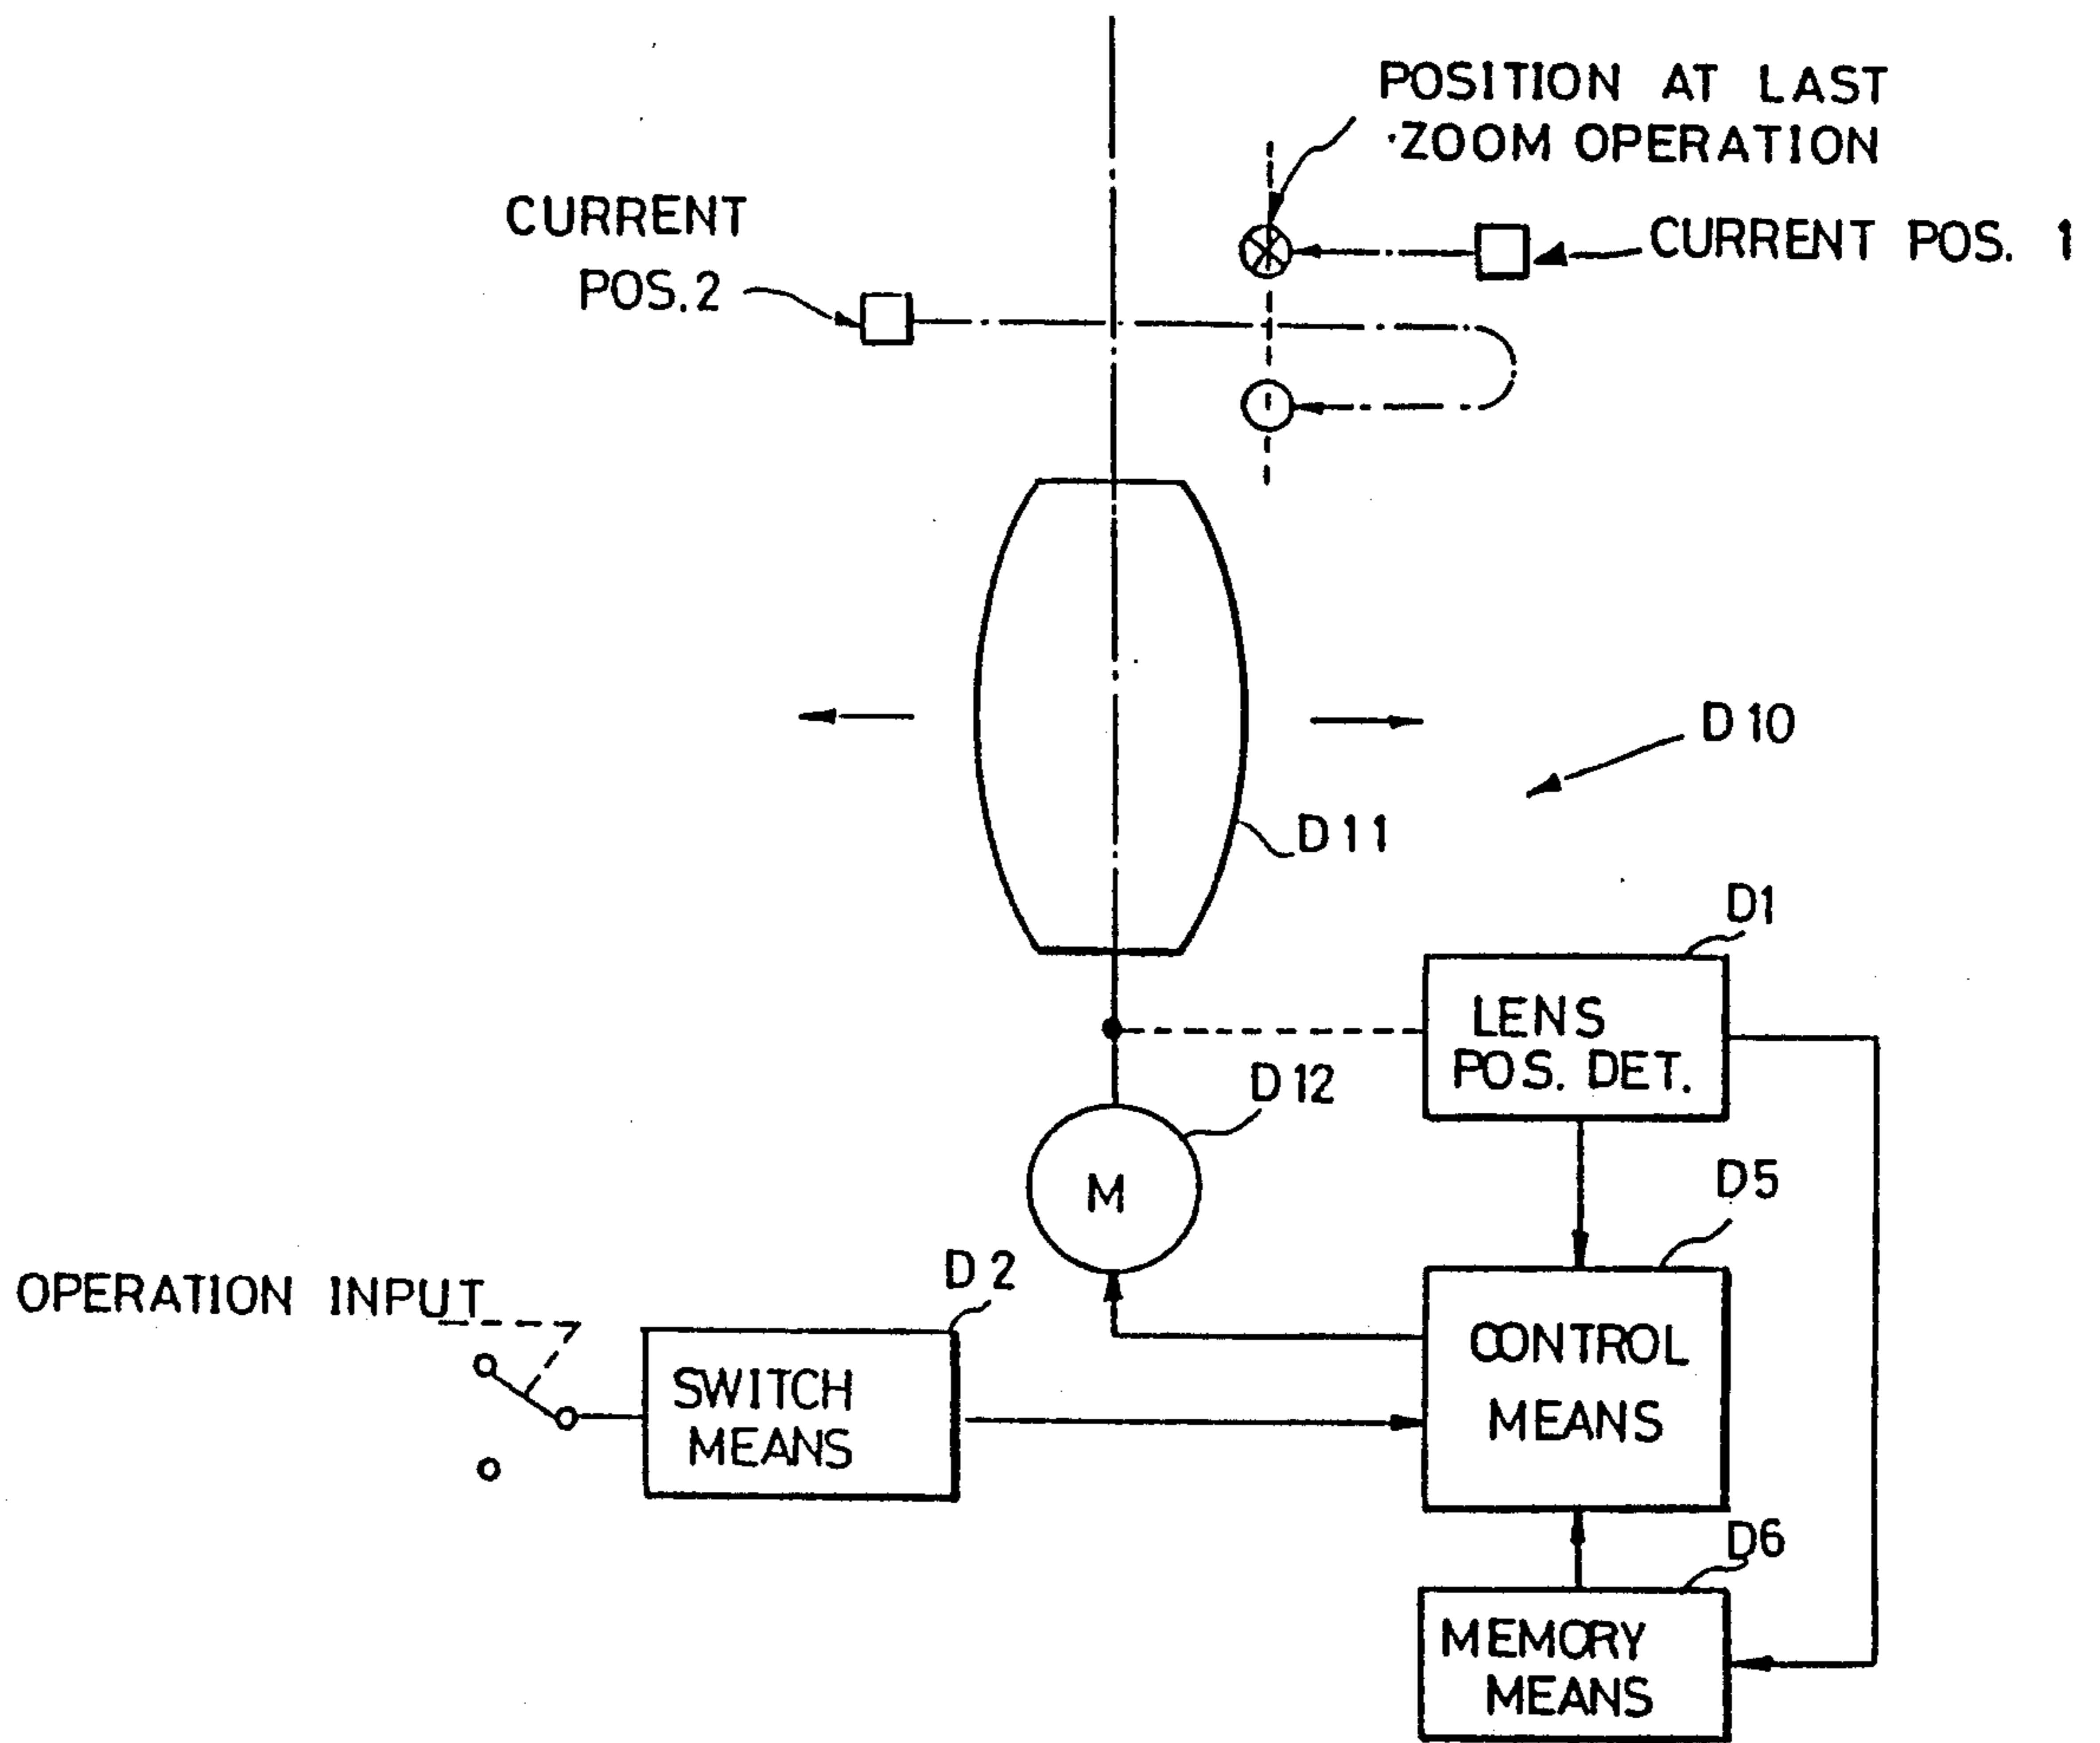 POSITION AT LAST
ZOOM OPERATION
CURRENT
POS.2
CURRENT POS. 1
D10
D11
D1
LENS
POS. DET.
D12
M
D5
D2
OPERATION INPUT
SWITCH
MEANS
CONTROL
MEANS
D6
MEMORY
MEANS